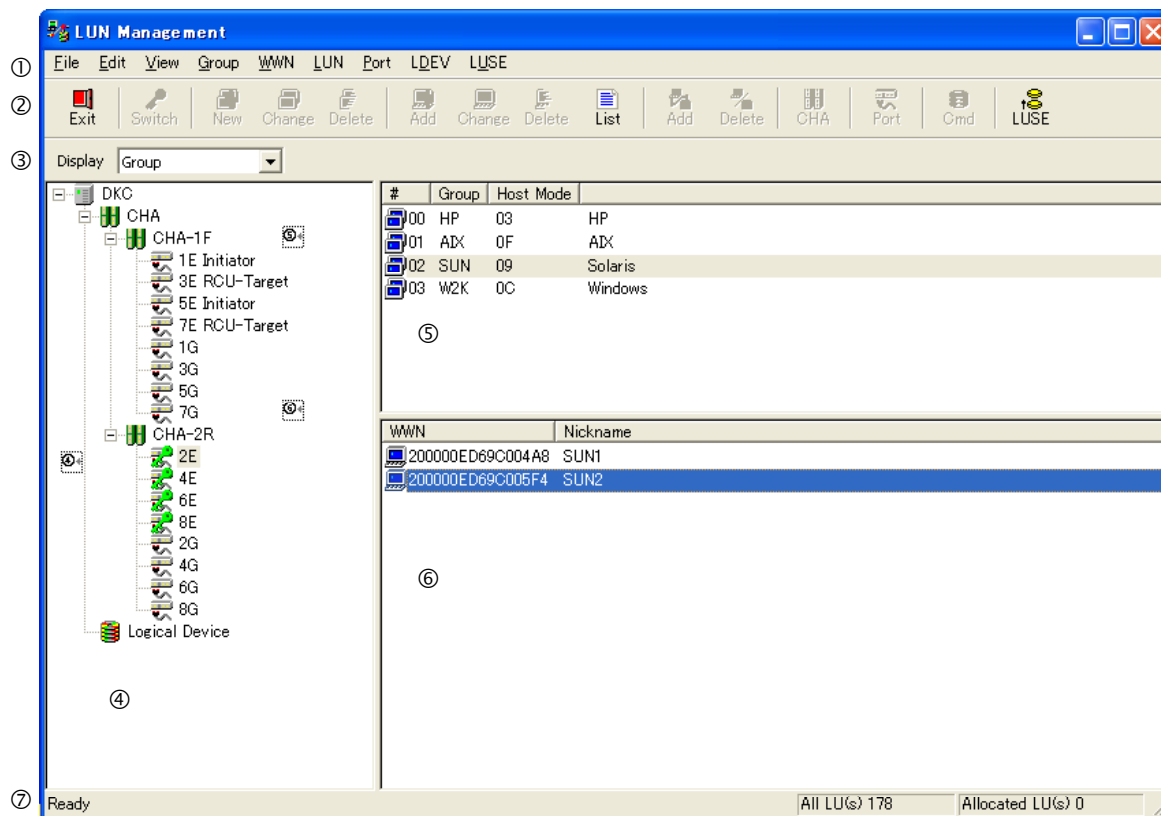 LUN Management
① File Edit View Group WWN LUN Port LDEV LUSE
② Exit Switch New Change Delete Add Change Delete List Add Delete CHA Port Cmd LUSE
③ Display Group
DKC
CHA
CHA-1F ⑤
1E Initiator
3E RCU-Target
5E Initiator
7E RCU-Target
1G
3G
5G
7G ⑥
CHA-2R
④ 2E
4E
6E
8E
2G
4G
6G
8G
Logical Device
④
# Group Host Mode
00 HP 03 HP
01 AIX 0F AIX
02 SUN 09 Solaris
03 W2K 0C Windows
⑤
WWN Nickname
200000ED69C004A8 SUN1
200000ED69C005F4 SUN2
⑥
⑦ Ready All LU(s) 178 Allocated LU(s) 0